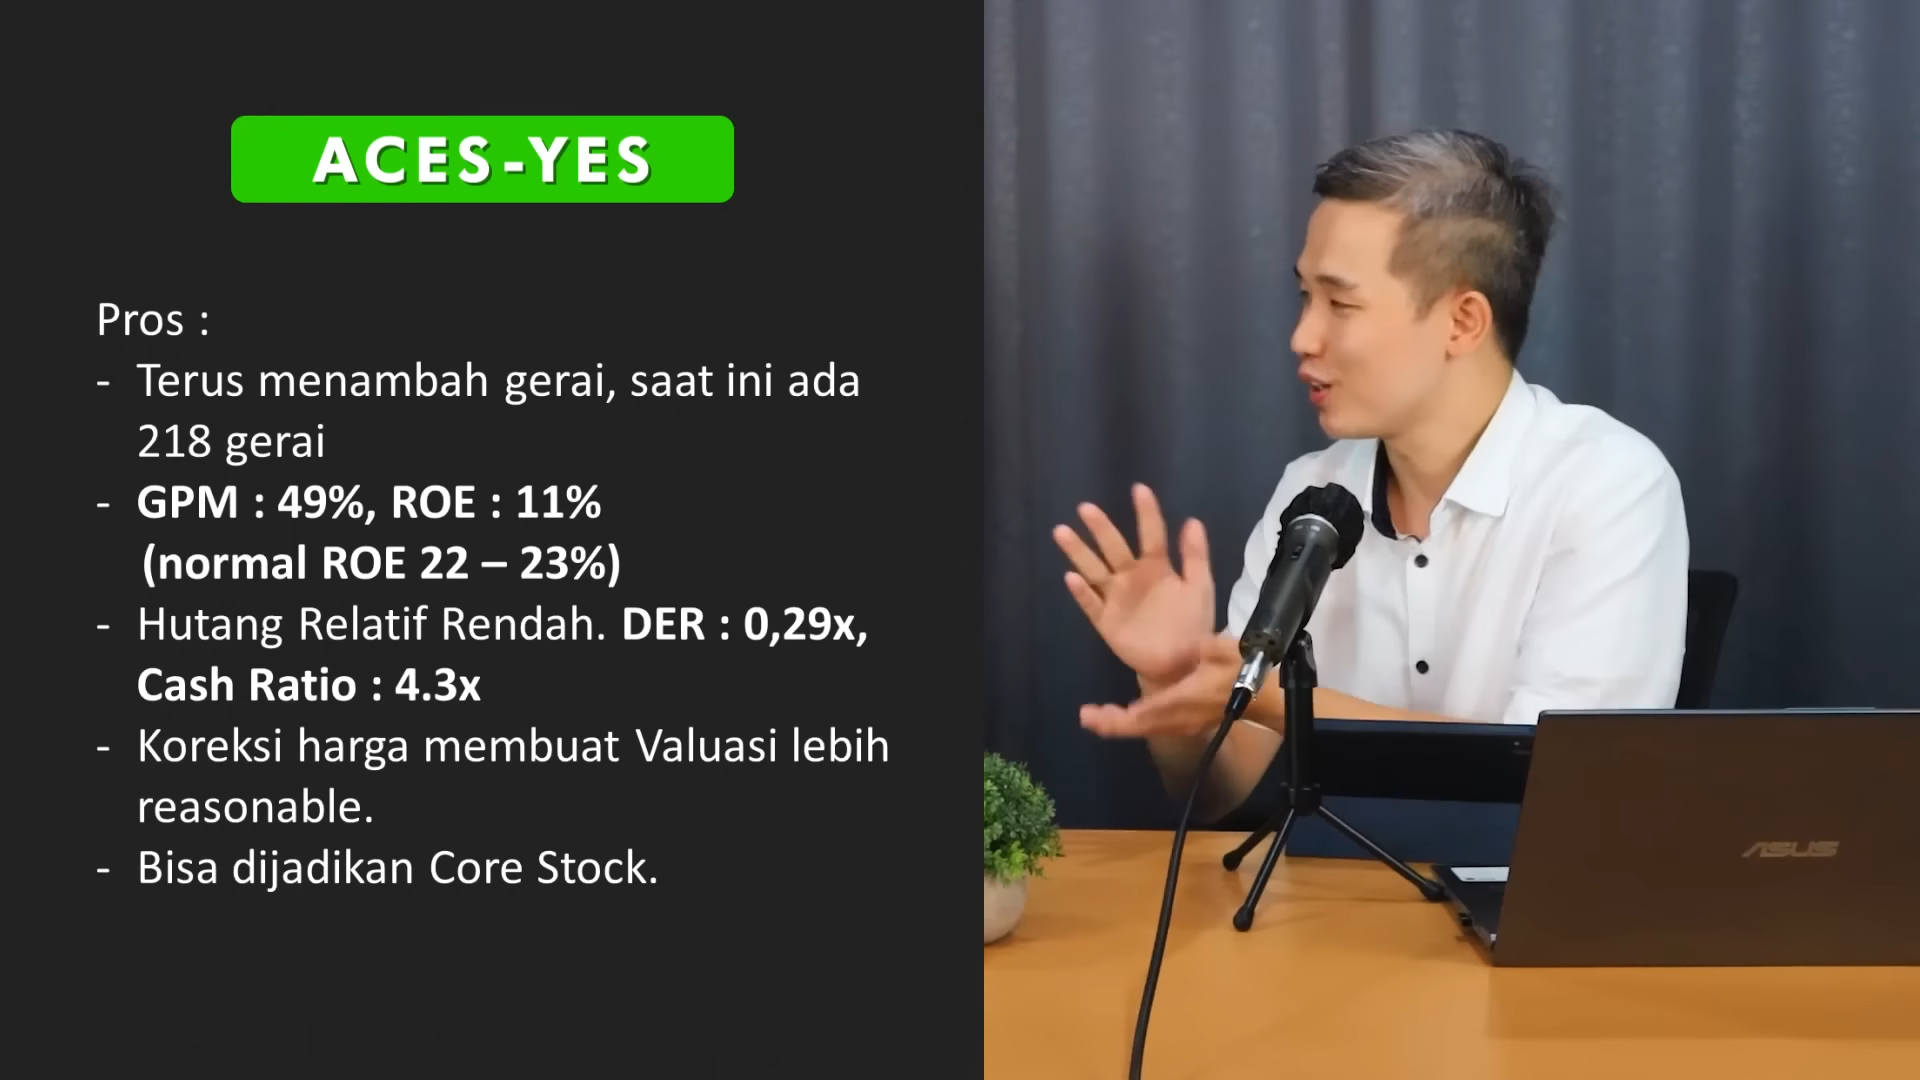 ACES-YES
Pros :
- Terus menambah gerai, saat ini ada
218 gerai
- GPM : 49%, ROE : 11%
(normal ROE 22 – 23%)
- Hutang Relatif Rendah. DER : 0,29x,
Cash Ratio : 4.3x
- Koreksi harga membuat Valuasi lebih
reasonable.
- Bisa dijadikan Core Stock.
ASUS